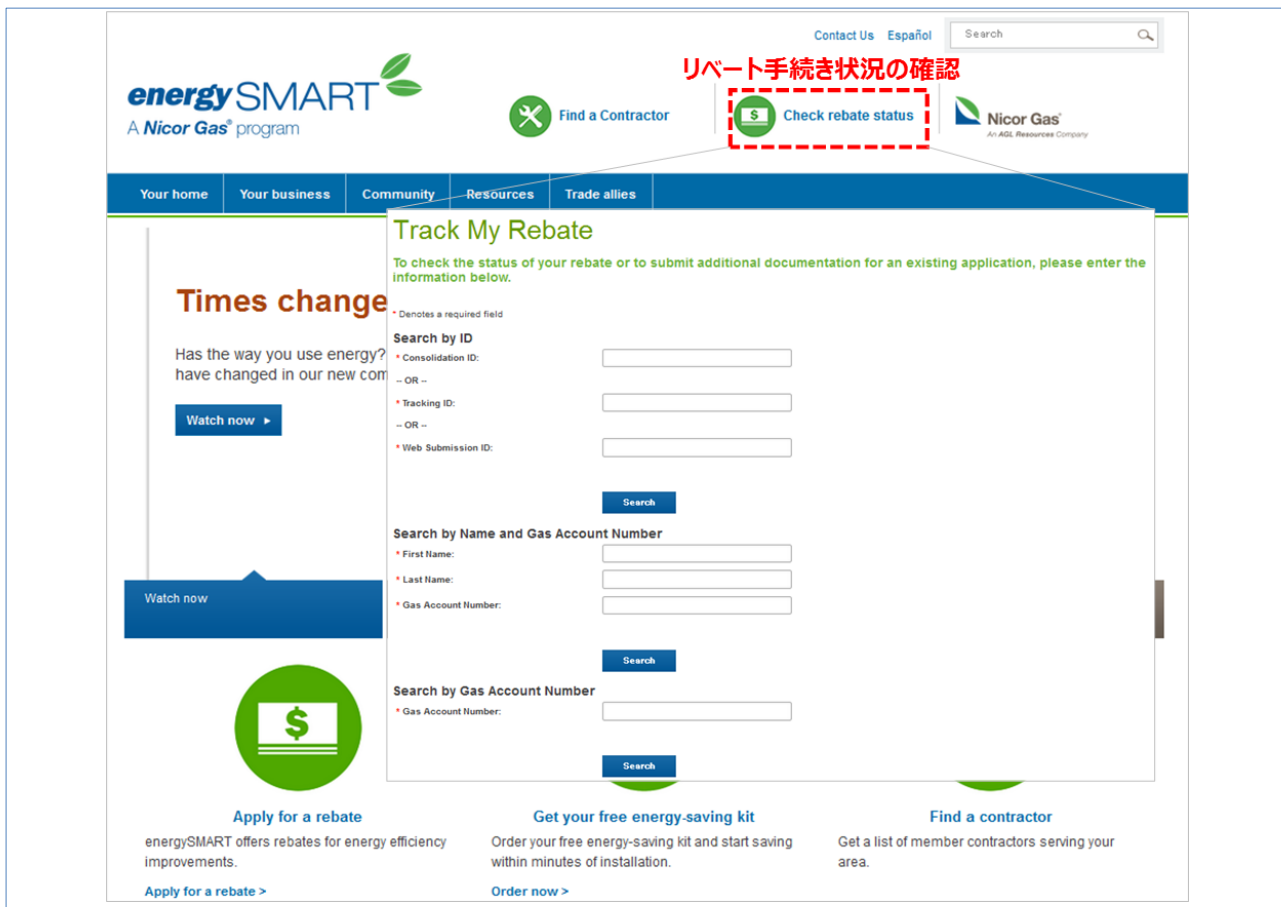 Contact Us Español Search
リベート手続き状況の確認
energySMART
A Nicor Gas® program
Find a Contractor
Check rebate status
Nicor Gas®
An AGL Resources Company
Your home Your business Community Resources Trade allies
Track My Rebate
To check the status of your rebate or to submit additional documentation for an existing application, please enter the
information below.
* Denotes a required field
Search by ID
* Consolidation ID:
-- OR --
* Tracking ID:
-- OR --
* Web Submission ID:
Search
Search by Name and Gas Account Number
* First Name:
* Last Name:
* Gas Account Number:
Search
Search by Gas Account Number
* Gas Account Number:
Search
Times change
Has the way you use energy?
have changed in our new com
Watch now
Watch now
$
Apply for a rebate
energySMART offers rebates for energy efficiency
improvements.
Apply for a rebate >
Get your free energy-saving kit
Order your free energy-saving kit and start saving
within minutes of installation.
Order now >
Find a contractor
Get a list of member contractors serving your
area.